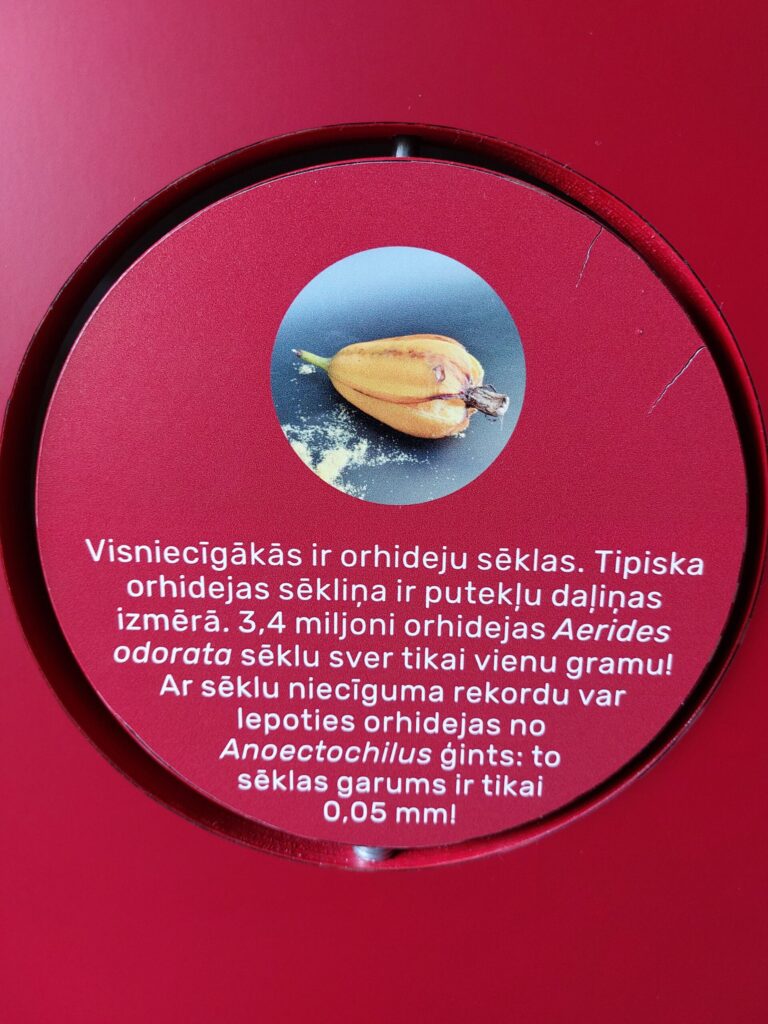 Visniecīgākās ir orhideju sēklas. Tipiska
orhidejas sēkliņa ir putekļu daļiņas
izmērā. 3,4 miljoni orhidejas Aerides
odorata sēklu sver tikai vienu gramu!
Ar sēklu niecīguma rekordu var
lepoties orhidejas no
Anoectochilus ģints: to
sēklas garums ir tikai
0,05 mm!